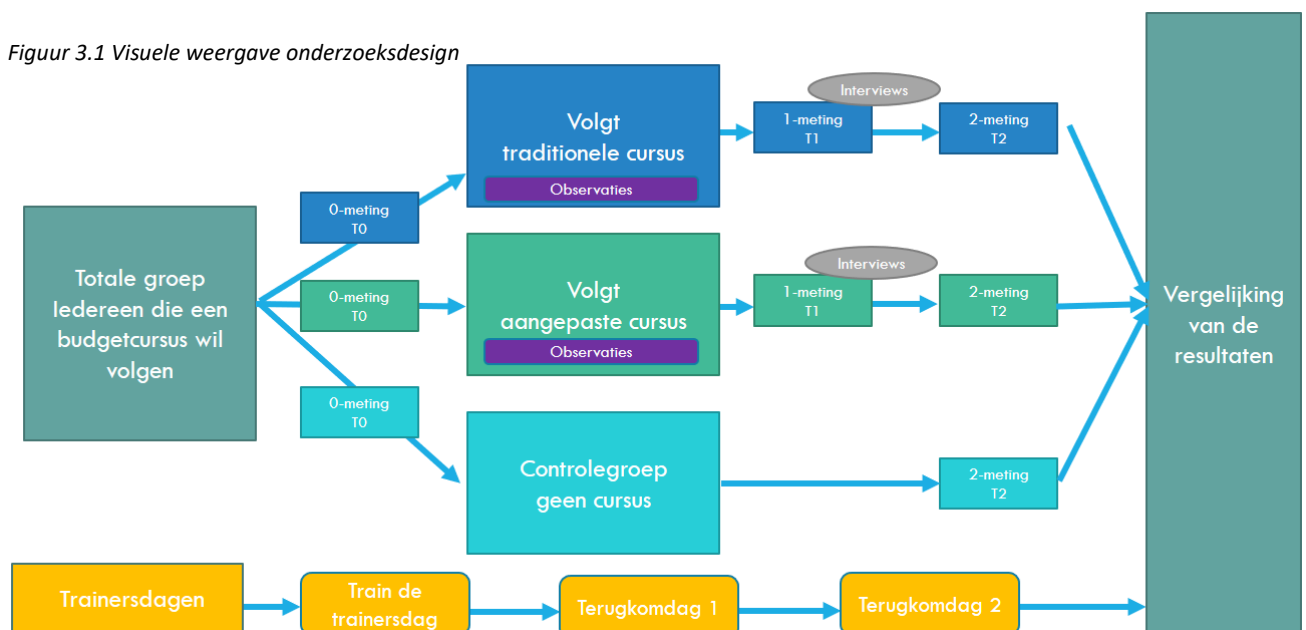 Figuur 3.1 Visuele weergave onderzoeksdesign
Totale groep
Iedereen die een
budgetcursus wil
volgen
0-meting
T0
Volgt
traditionele cursus
Observaties
Interviews
1-meting
T1
2-meting
T2
0-meting
T0
Volgt
aangepaste cursus
Observaties
Interviews
1-meting
T1
2-meting
T2
0-meting
T0
Controlegroep
geen cursus
2-meting
T2
Vergelijking
van de
resultaten
Trainersdagen
Train de
trainersdag
Terugkomdag 1
Terugkomdag 2